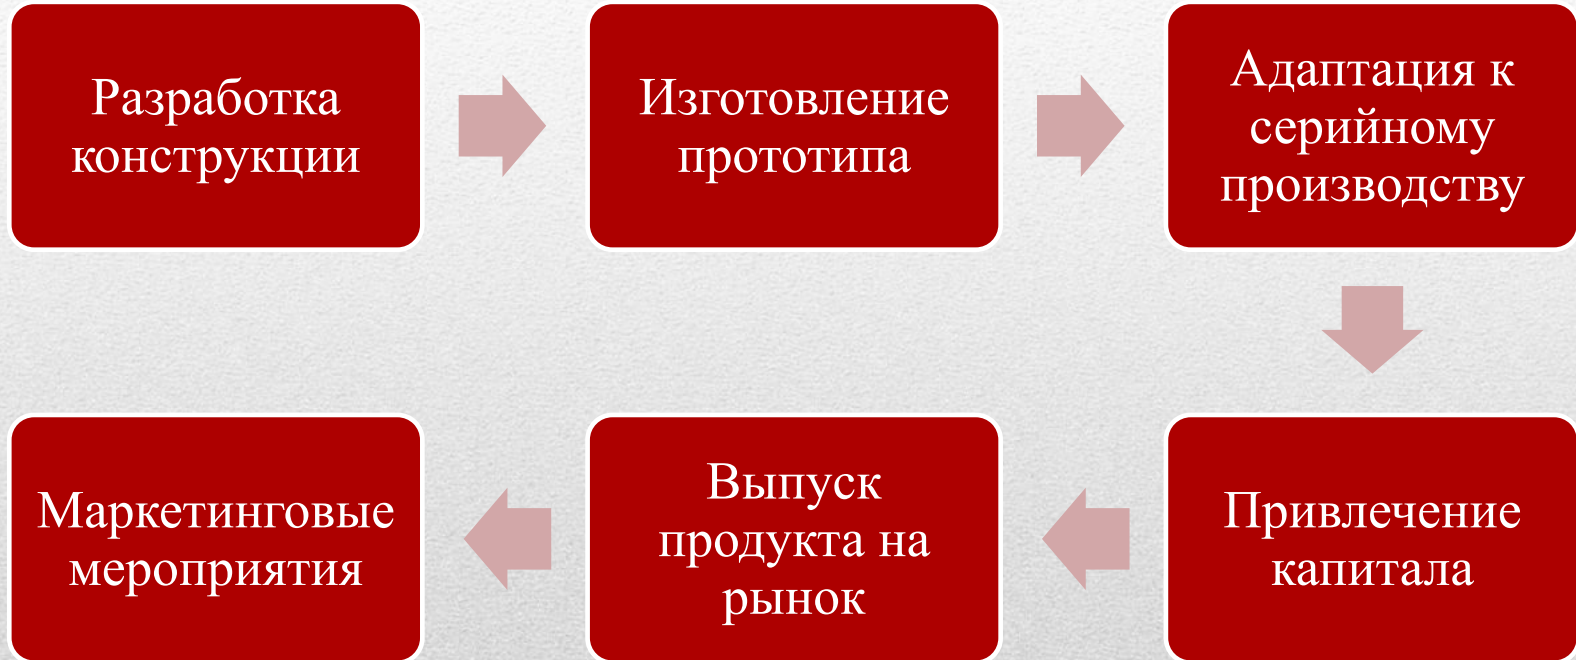 Разработка
конструкции
Изготовление
прототипа
Адаптация к
серийному
производству
Привлечение
капитала
Выпуск
продукта на
рынок
Маркетинговые
мероприятия